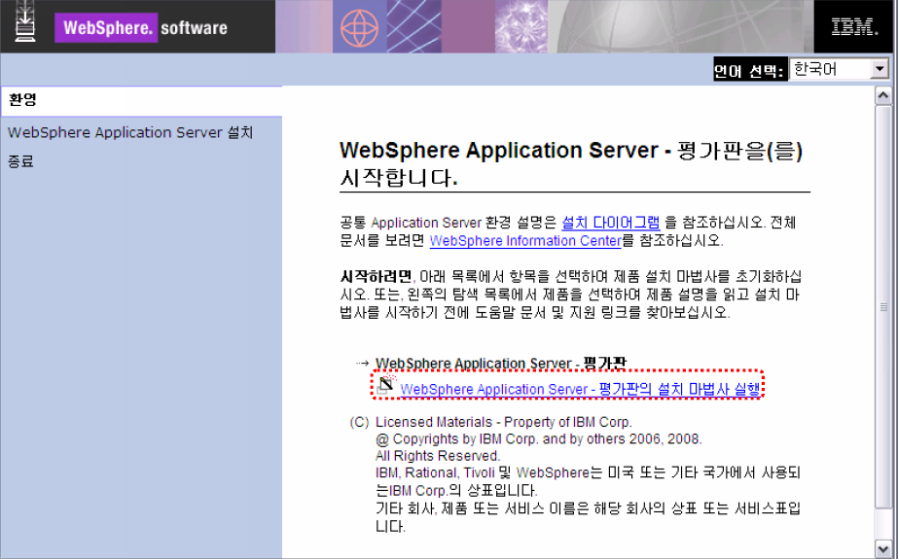 WebSphere. software
IBM.
언어 선택: 한국어
환영
WebSphere Application Server 설치
종료
WebSphere Application Server - 평가판을(를)
시작합니다.
공통 Application Server 환경 설명은 설치 다이어그램 을 참조하십시오. 전체
문서를 보려면 WebSphere Information Center를 참조하십시오.
시작하려면, 아래 목록에서 항목을 선택하여 제품 설치 마법사를 초기화하십
시오. 또는, 왼쪽의 탐색 목록에서 제품을 선택하여 제품 설명을 읽고 설치 마
법사를 시작하기 전에 도움말 문서 및 지원 링크를 찾아보십시오.
WebSphere Application Server - 평가판
WebSphere Application Server - 평가판의 설치 마법사 실행
(C) Licensed Materials - Property of IBM Corp.
@ Copyrights by IBM Corp. and by others 2006, 2008.
All Rights Reserved.
IBM, Rational, Tivoli 및 WebSphere는 미국 또는 기타 국가에서 사용되
는IBM Corp.의 상표입니다.
기타 회사, 제품 또는 서비스 이름은 해당 회사의 상표 또는 서비스표입
니다.